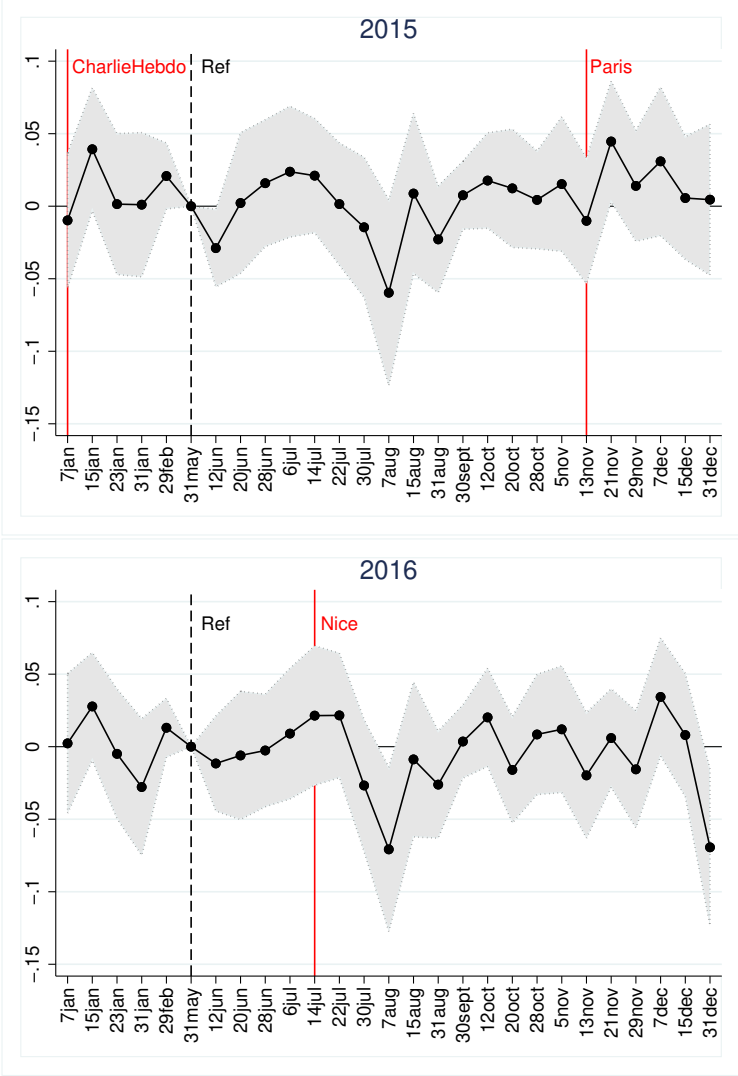 2015
CharlieHebdo
Ref
Paris
.1
.05
0
-.05
-.1
-.15
7jan
15jan
23jan
31jan
29feb
31may
12jun
20jun
28jun
6jul
14jul
22jul
30jul
7aug
15aug
31aug
30sept
12oct
20oct
28oct
5nov
13nov
21nov
29nov
7dec
15dec
31dec
2016
Ref
Nice
.1
.05
0
-.05
-.1
-.15
7jan
15jan
23jan
31jan
29feb
31may
12jun
20jun
28jun
6jul
14jul
22jul
30jul
7aug
15aug
31aug
30sept
12oct
20oct
28oct
5nov
13nov
21nov
29nov
7dec
15dec
31dec